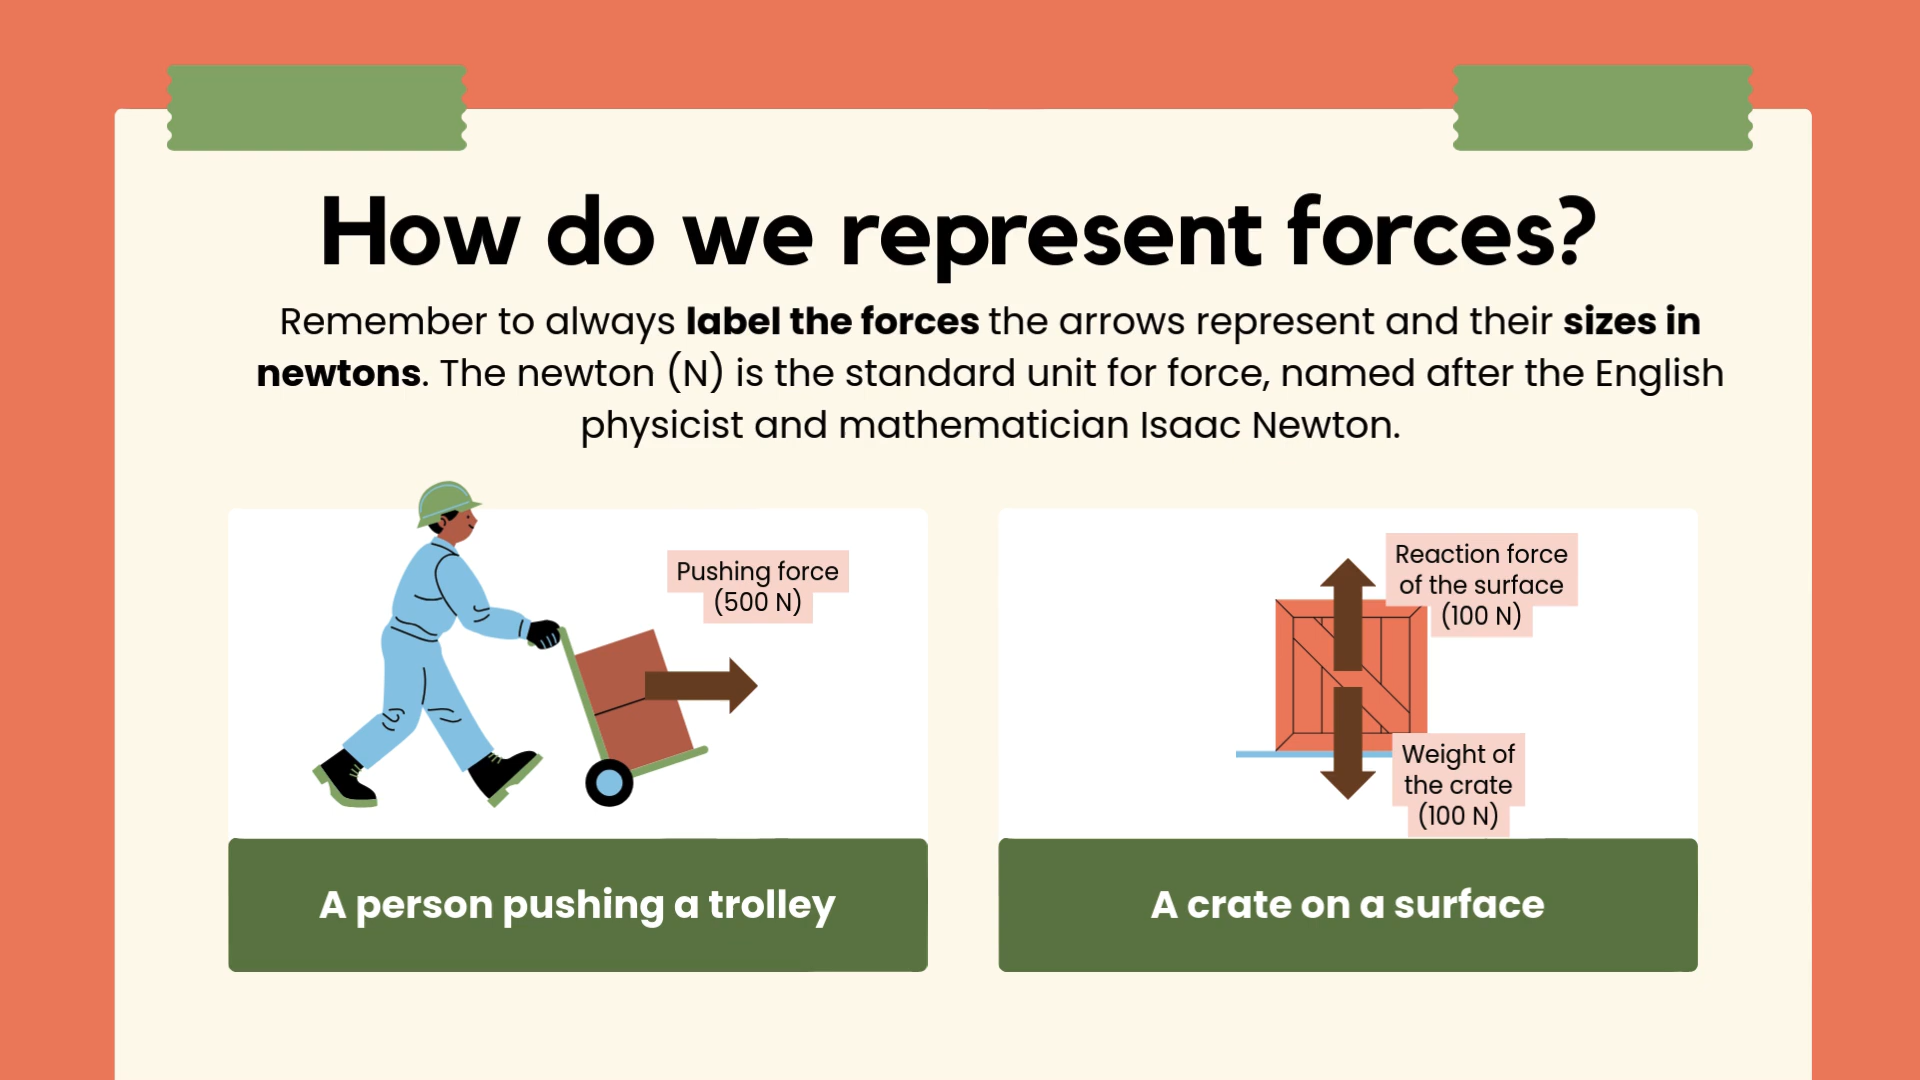 How do we represent forces?
Remember to always label the forces the arrows represent and their sizes in
newtons. The newton (N) is the standard unit for force, named after the English
physicist and mathematician Isaac Newton.
Pushing force
(500 N)
A person pushing a trolley
Reaction force
of the surface
(100 N)
Weight of
the crate
(100 N)
A crate on a surface